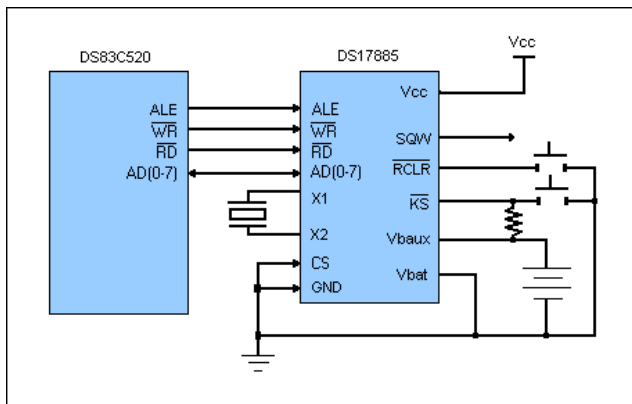 DS83C520
DS17885
Vcc
ALE
WR
RD
AD(0-7)
ALE
WR
RD
AD(0-7)
X1
X2
CS
GND
Vcc
SQW
RCLR
KS
Vbaux
Vbat